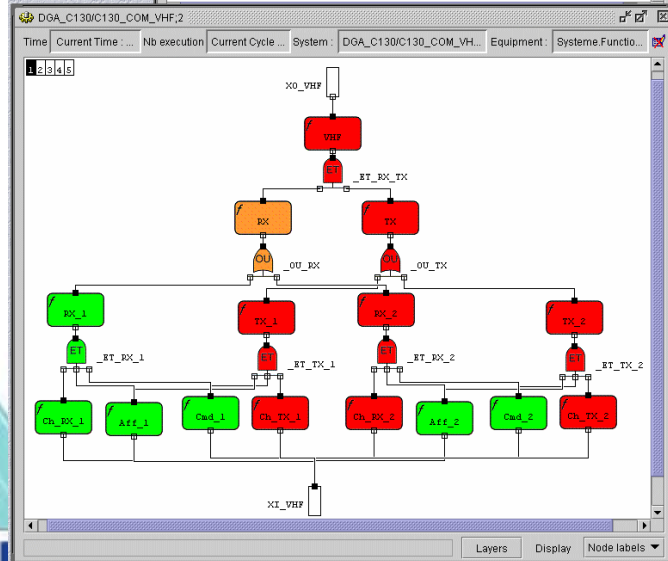 DGA_C130/C130_COM_VHF;2
Time Current Time : ... Nb execution Current Cycle ... System : DGA_C130/C130_COM_VH... Equipment : Systeme.Functio...
1 2 3 4 5
X0_VHF
f VHF
ET _ET_RX_TX
f RX f TX
OU _OU_RX OU _OU_TX
f RX_1 f TX_1 f RX_2 f TX_2
ET _ET_RX_1 ET _ET_TX_1 ET _ET_RX_2 ET _ET_TX_2
f Ch_RX_1 f Aff_1 f Cmd_1 f Ch_TX_1 f Ch_RX_2 f Aff_2 f Cmd_2 f Ch_TX_2
XI_VHF
Layers Display Node labels